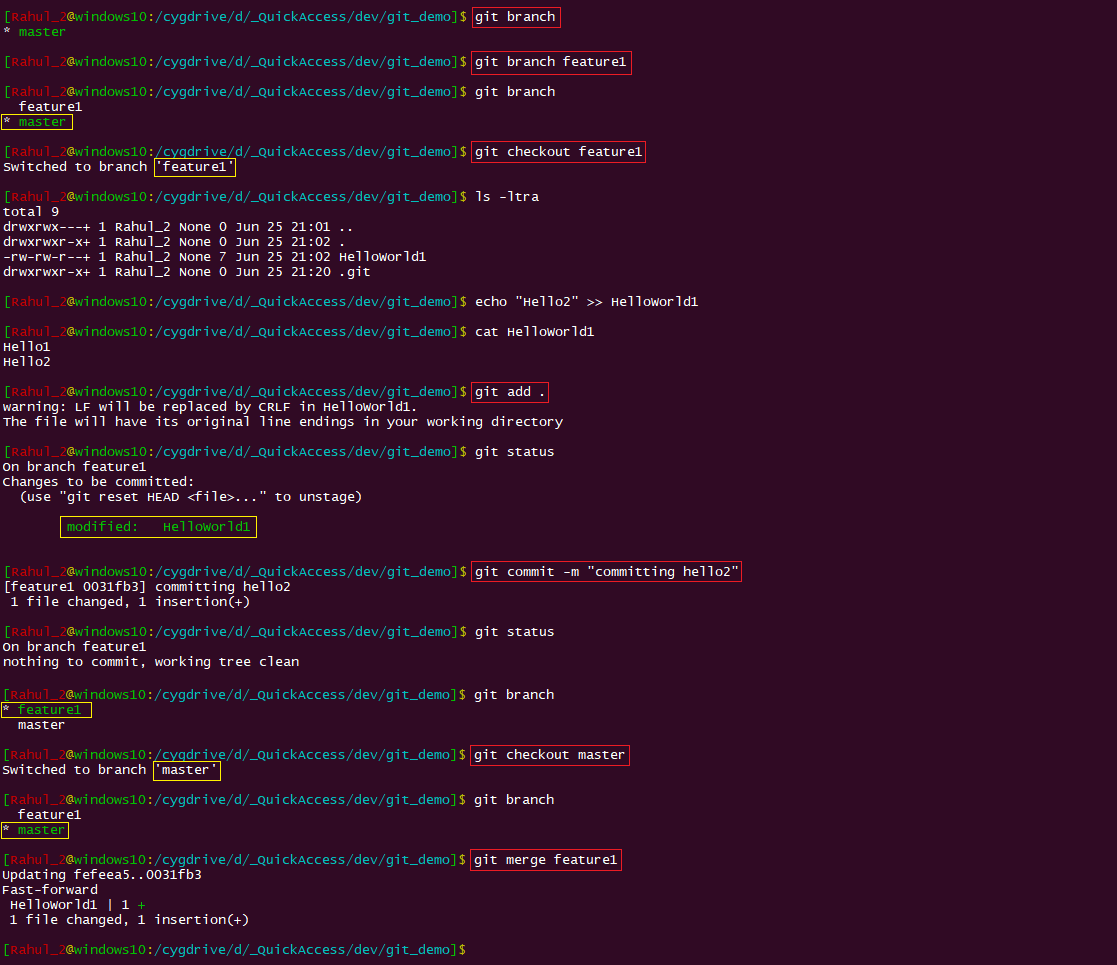 [Rahul_2@windows10:/cygdrive/d/_QuickAccess/dev/git_demo]$ git branch
* master
[Rahul_2@windows10:/cygdrive/d/_QuickAccess/dev/git_demo]$ git branch feature1
[Rahul_2@windows10:/cygdrive/d/_QuickAccess/dev/git_demo]$ git branch
  feature1
* master
[Rahul_2@windows10:/cygdrive/d/_QuickAccess/dev/git_demo]$ git checkout feature1
Switched to branch 'feature1'
[Rahul_2@windows10:/cygdrive/d/_QuickAccess/dev/git_demo]$ ls -ltra
total 9
drwxrwx---+ 1 Rahul_2 None 0 Jun 25 21:01 ..
drwxrwxr-x+ 1 Rahul_2 None 0 Jun 25 21:02 .
-rw-rw-r--+ 1 Rahul_2 None 7 Jun 25 21:02 HelloWorld1
drwxrwxr-x+ 1 Rahul_2 None 0 Jun 25 21:20 .git
[Rahul_2@windows10:/cygdrive/d/_QuickAccess/dev/git_demo]$ echo "Hello2" >> HelloWorld1
[Rahul_2@windows10:/cygdrive/d/_QuickAccess/dev/git_demo]$ cat HelloWorld1
Hello1
Hello2
[Rahul_2@windows10:/cygdrive/d/_QuickAccess/dev/git_demo]$ git add .
warning: LF will be replaced by CRLF in HelloWorld1.
The file will have its original line endings in your working directory
[Rahul_2@windows10:/cygdrive/d/_QuickAccess/dev/git_demo]$ git status
On branch feature1
Changes to be committed:
  (use "git reset HEAD <file>..." to unstage)
        modified:   HelloWorld1
[Rahul_2@windows10:/cygdrive/d/_QuickAccess/dev/git_demo]$ git commit -m "committing hello2"
[feature1 0031fb3] committing hello2
 1 file changed, 1 insertion(+)
[Rahul_2@windows10:/cygdrive/d/_QuickAccess/dev/git_demo]$ git status
On branch feature1
nothing to commit, working tree clean
[Rahul_2@windows10:/cygdrive/d/_QuickAccess/dev/git_demo]$ git branch
* feature1
  master
[Rahul_2@windows10:/cygdrive/d/_QuickAccess/dev/git_demo]$ git checkout master
Switched to branch 'master'
[Rahul_2@windows10:/cygdrive/d/_QuickAccess/dev/git_demo]$ git branch
  feature1
* master
[Rahul_2@windows10:/cygdrive/d/_QuickAccess/dev/git_demo]$ git merge feature1
Updating fefeea5..0031fb3
Fast-forward
 HelloWorld1 | 1 +
 1 file changed, 1 insertion(+)
[Rahul_2@windows10:/cygdrive/d/_QuickAccess/dev/git_demo]$